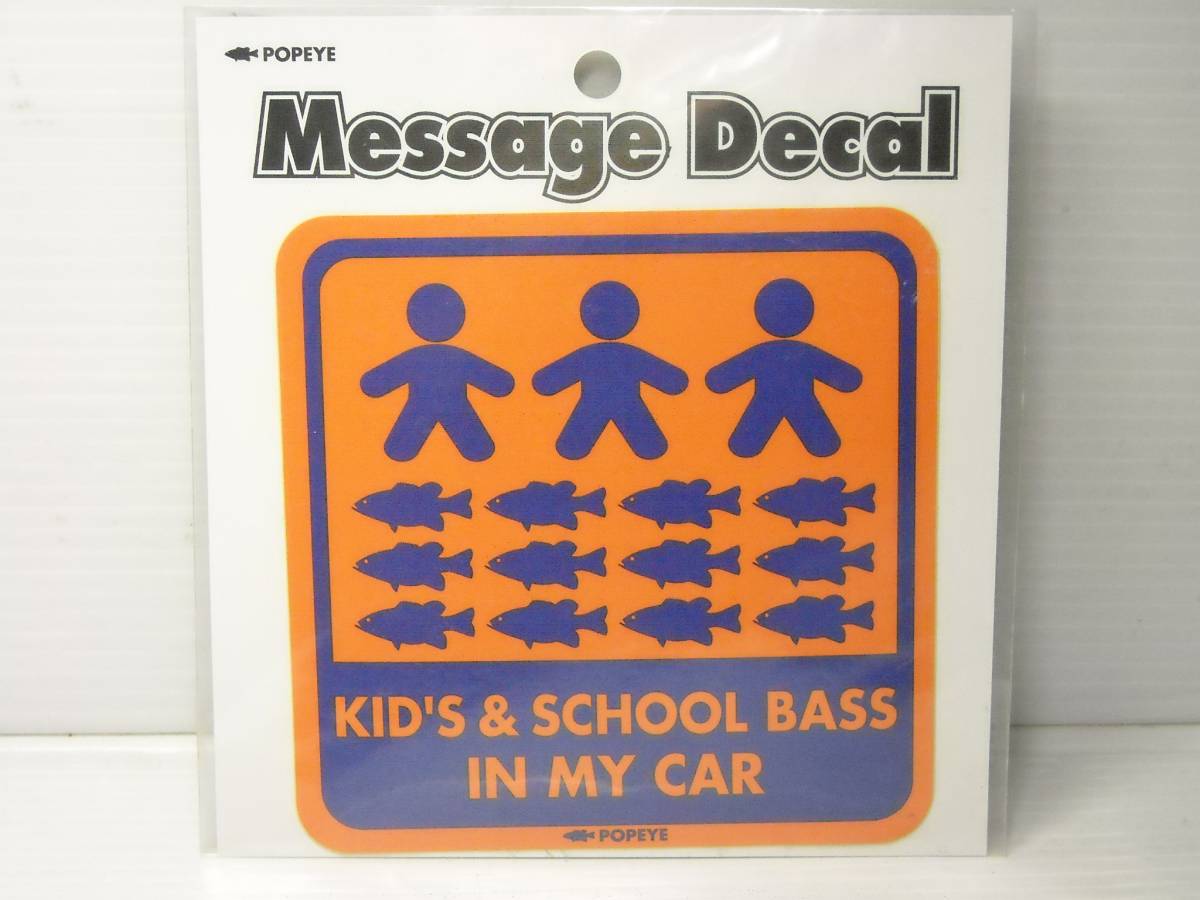 POPEYE
Message Decal
KID'S & SCHOOL BASS
IN MY CAR
POPEYE